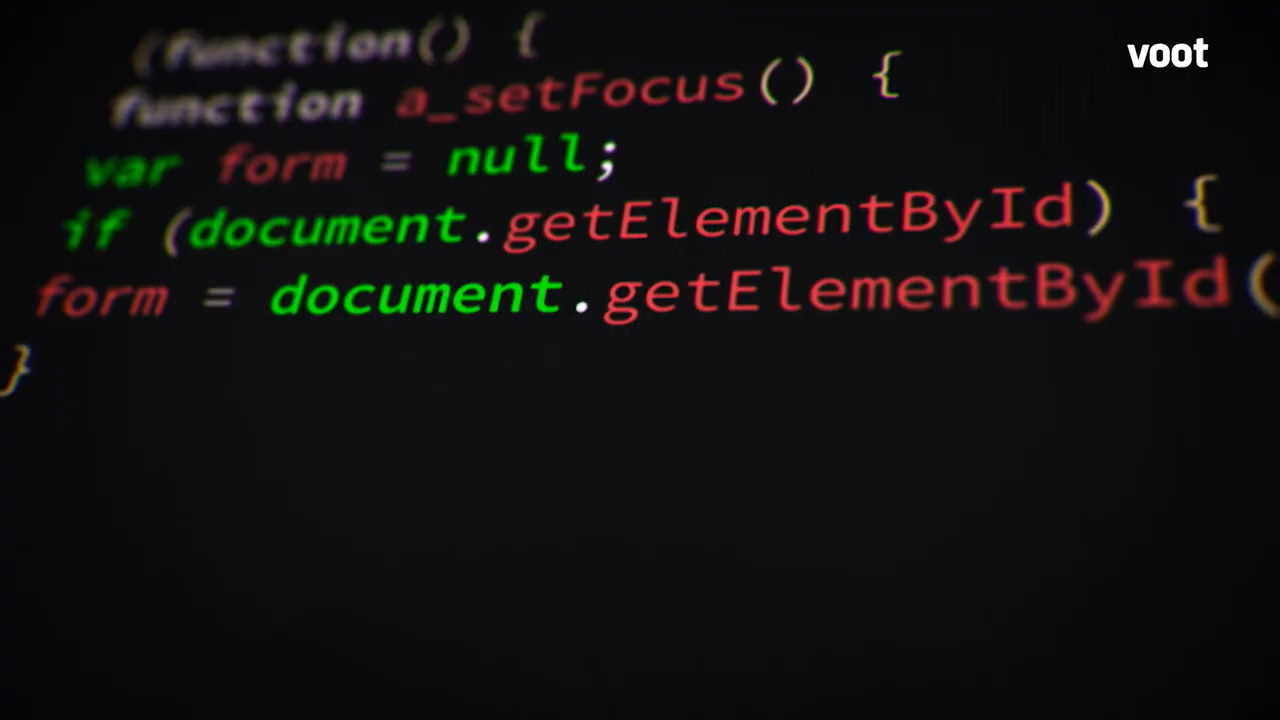 (function() {
voot
function a_setFocus() {
var form = null;
if (document.getElementById) {
form = document.getElementById(
}